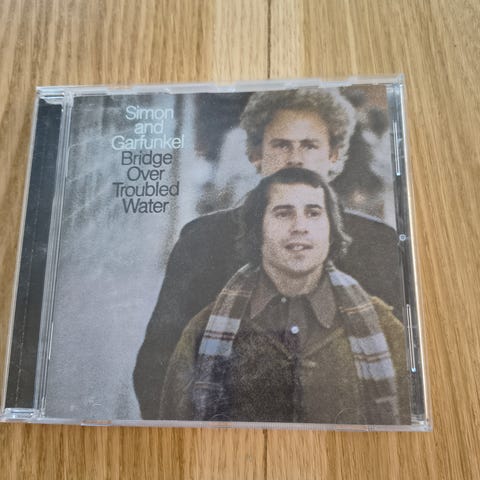 Simon
and
Garfunkel
Bridge
Over
Troubled
Water